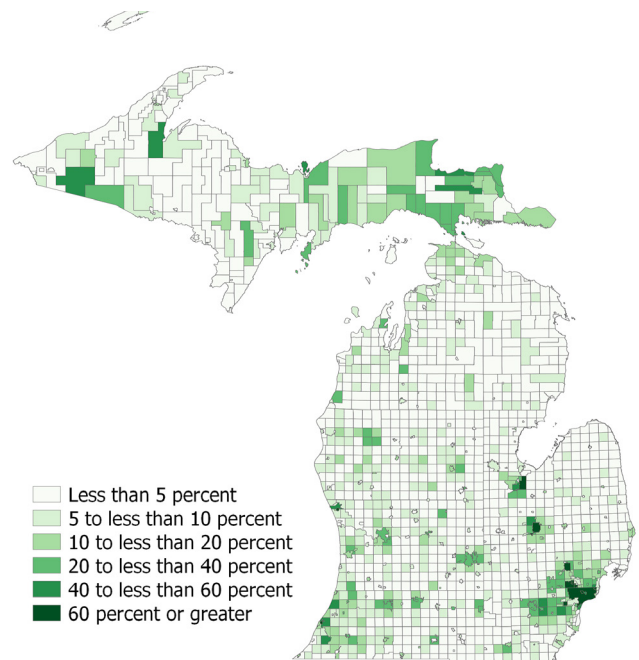 Less than 5 percent
5 to less than 10 percent
10 to less than 20 percent
20 to less than 40 percent
40 to less than 60 percent
60 percent or greater